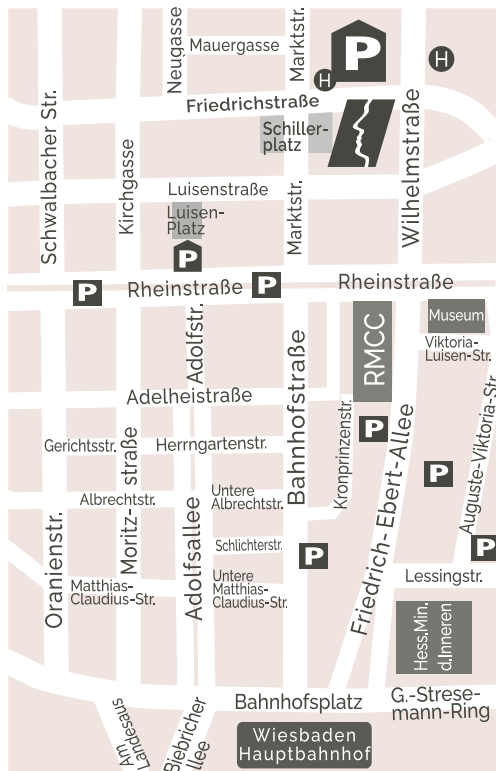 Neugasse
Mauergasse
Marktstr.
P
H
H
Friedrichstraße
Schiller-
platz
Schwalbacher Str.
Kirchgasse
Wilhelmstraße
Luisenstraße
Luisen-
Platz
Marktstr.
P
P
Rheinstraße
P
Rheinstraße
Adolfstr.
Bahnhofstraße
RMCC
Museum
Viktoria-
Luisen-Str.
Adelheistraße
Kronprinzenstr.
P
Gerichtsstr.
Moritz-
straße
Herrngartenstr.
Friedrich-Ebert-Allee
P
Auguste-Viktoria-Str.
Albrechtstr.
Untere
Albrechtstr.
Oranienstr.
Adolfsallee
Schlichterstr.
P
P
Matthias-
Claudius-Str.
Untere
Matthias-
Claudius-Str.
Lessingstr.
Hess.Min.
d.Inneren
Bahnhofsplatz
G.-Strese-
mann-Ring
Am
Landesaus
Biebricher
llee
Wiesbaden
Hauptbahnhof